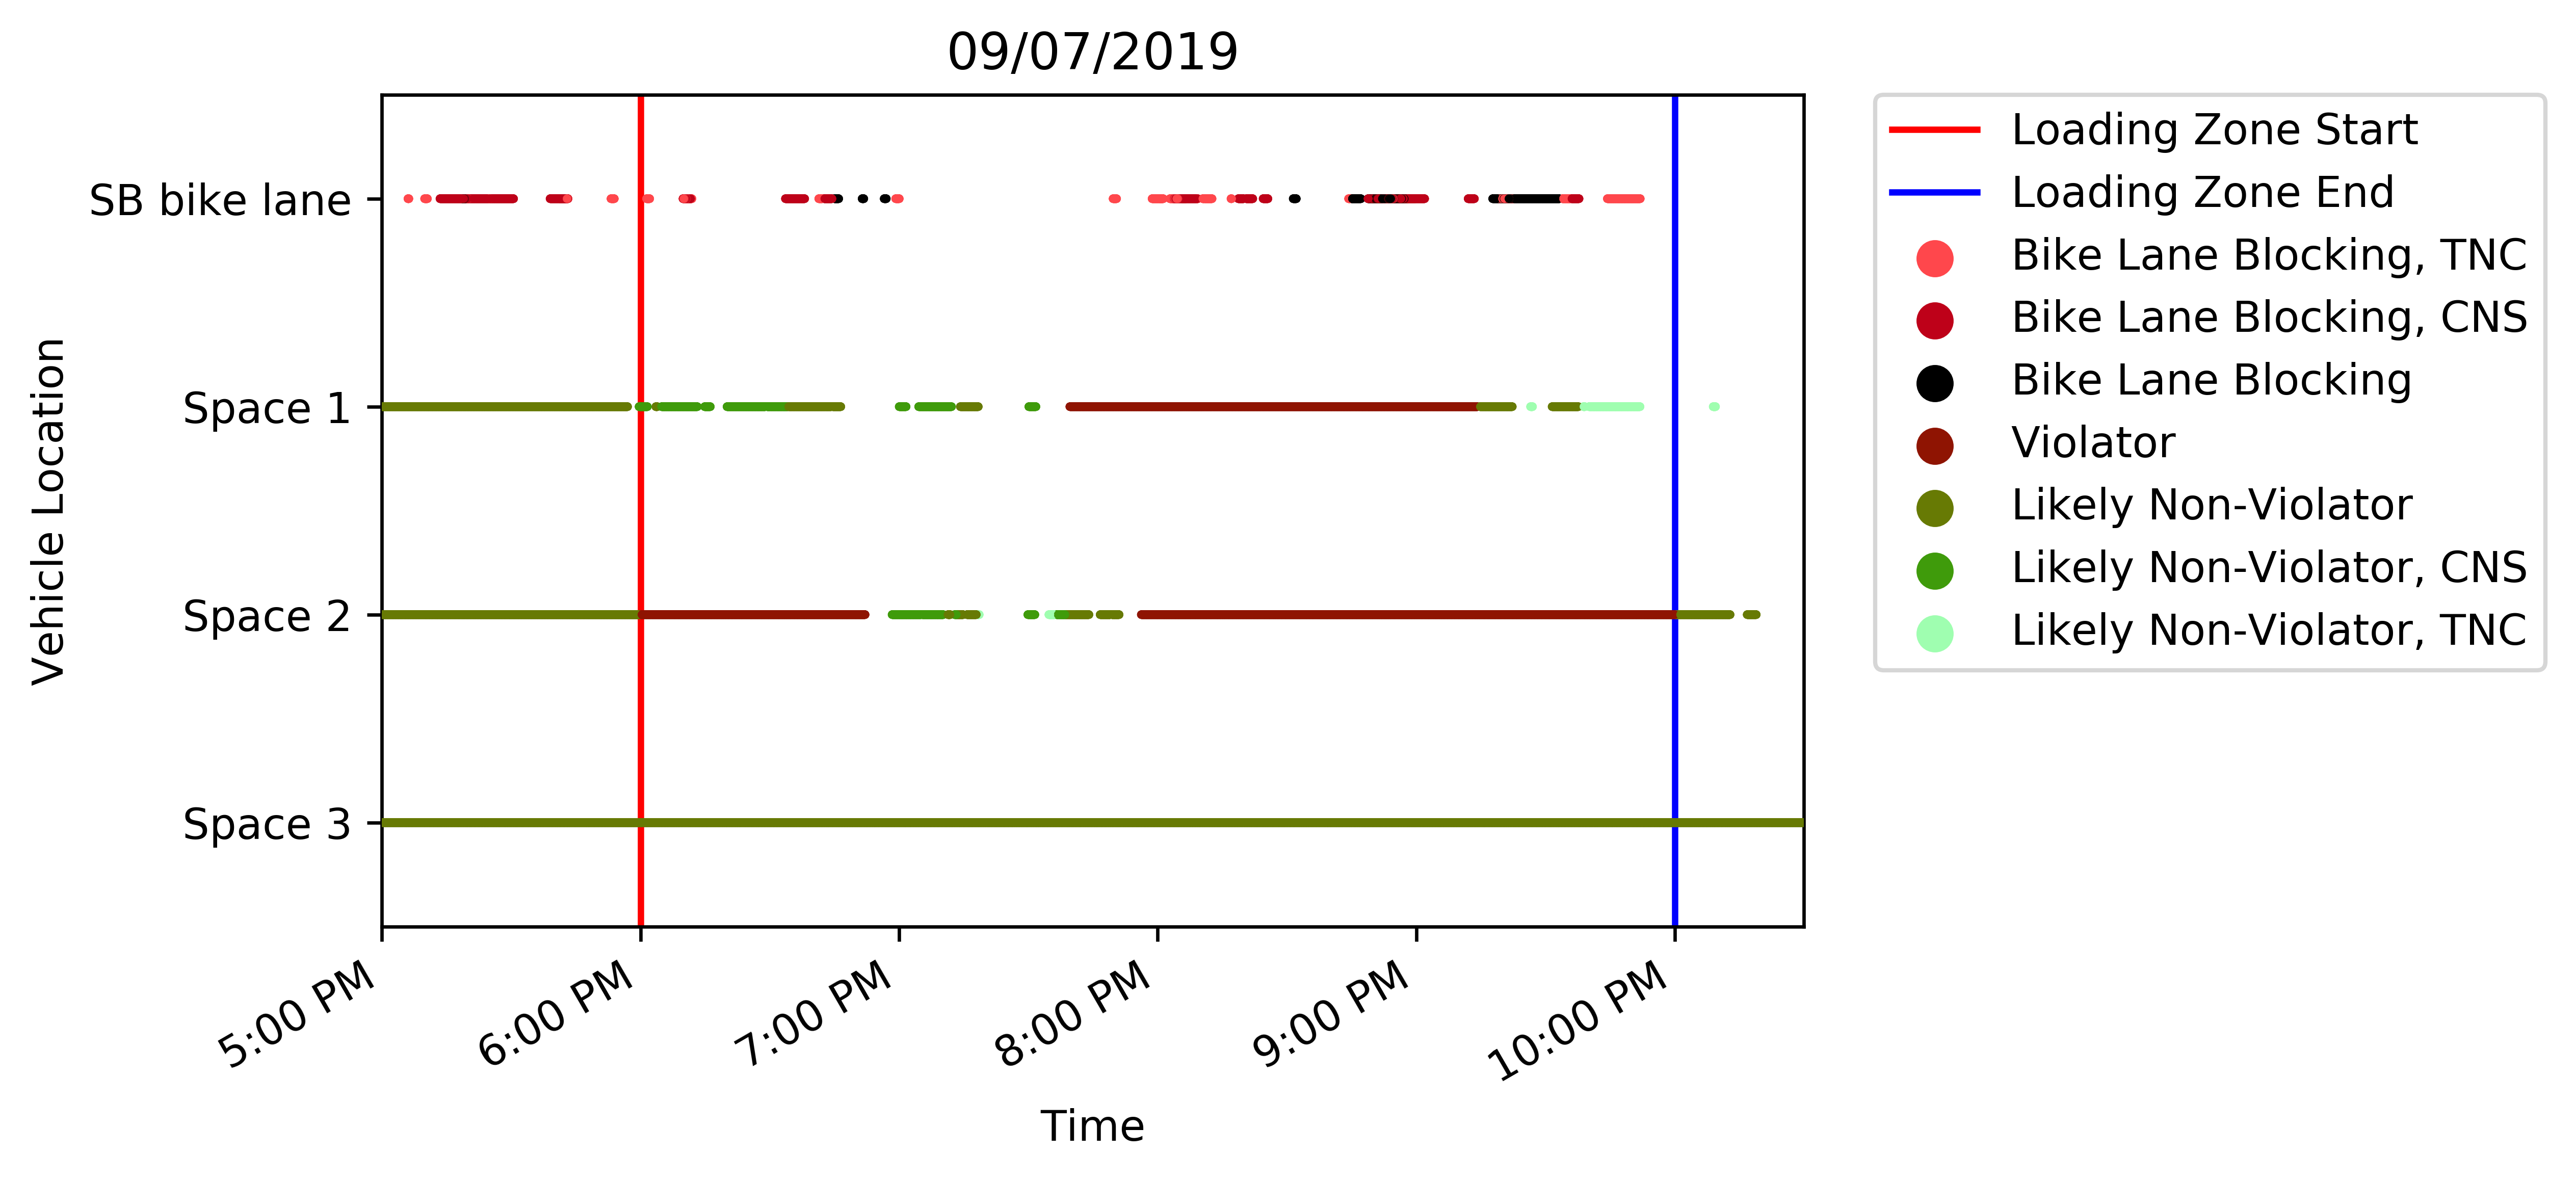 09/07/2019
SB bike lane
Space 1
Space 2
Space 3
Vehicle Location
5:00 PM
6:00 PM
7:00 PM
8:00 PM
9:00 PM
10:00 PM
Time
Loading Zone Start
Loading Zone End
Bike Lane Blocking, TNC
Bike Lane Blocking, CNS
Bike Lane Blocking
Violator
Likely Non-Violator
Likely Non-Violator, CNS
Likely Non-Violator, TNC